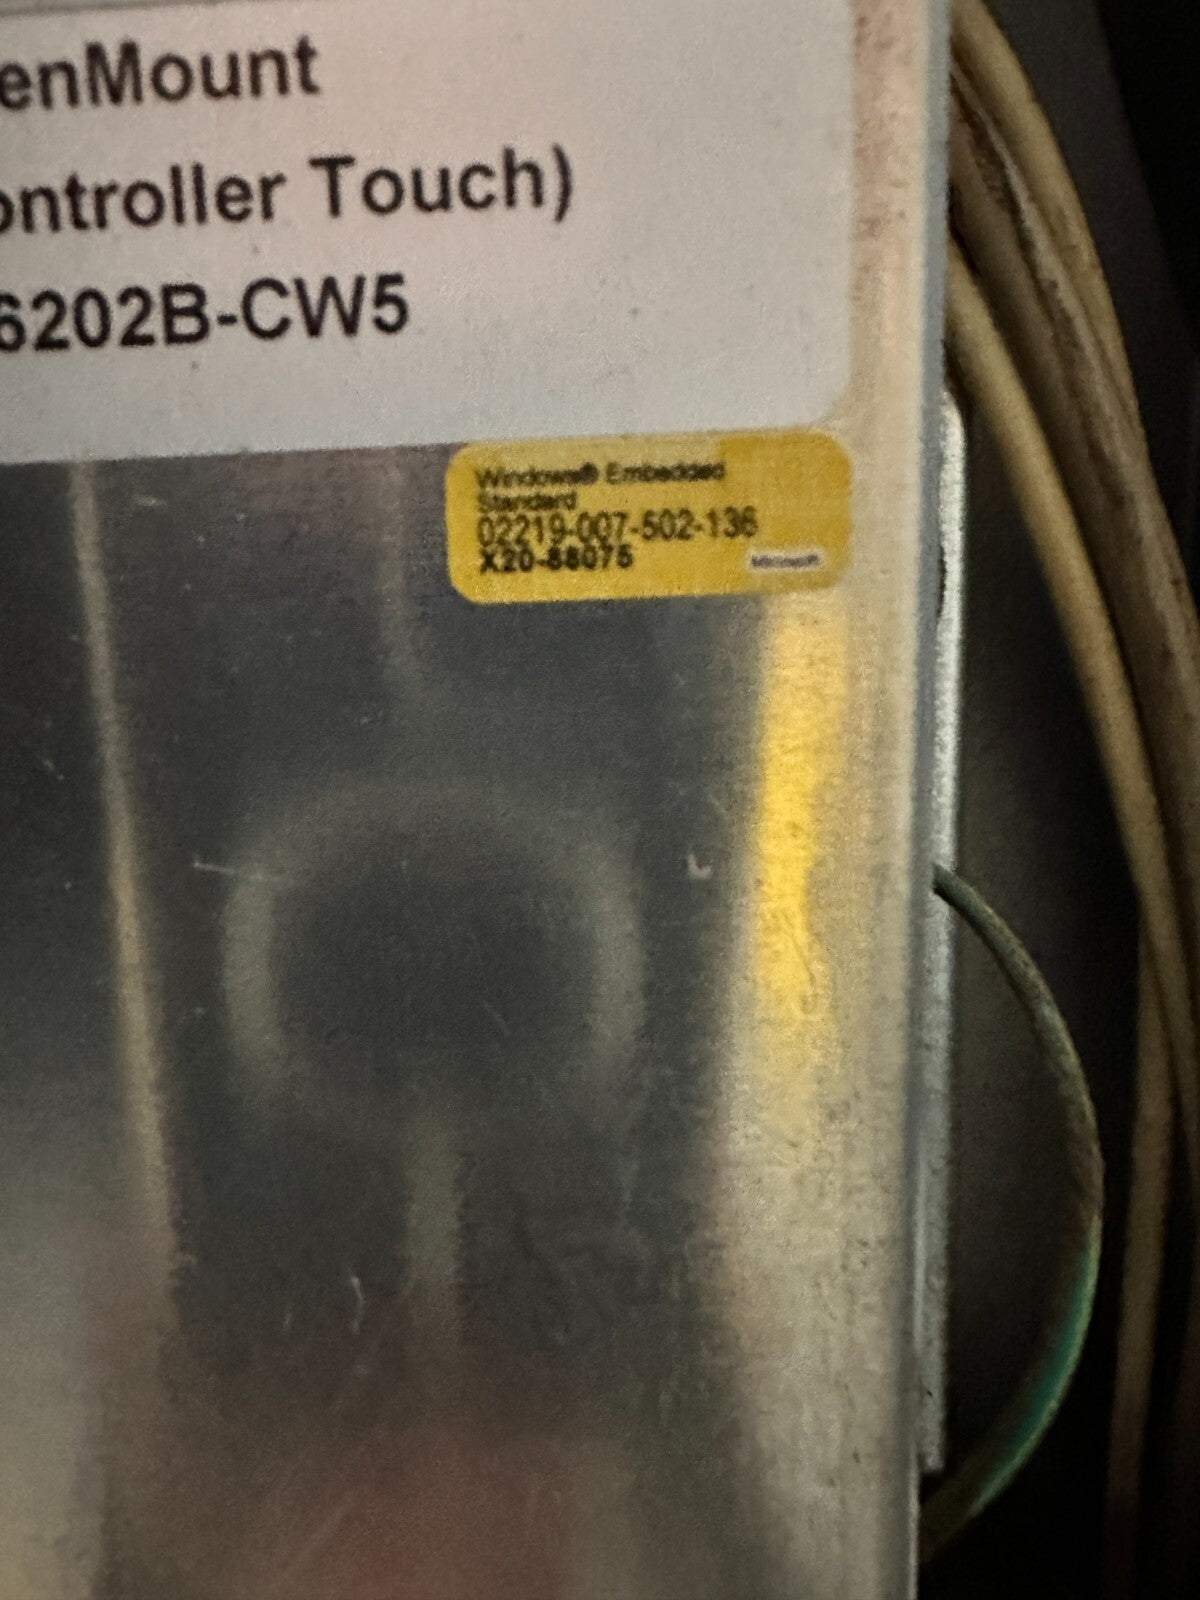 enMount
ontroller Touch)
6202B-CW5
Windows® Embedded
Standard
02219-007-502-136
X20-88075
Microsoft